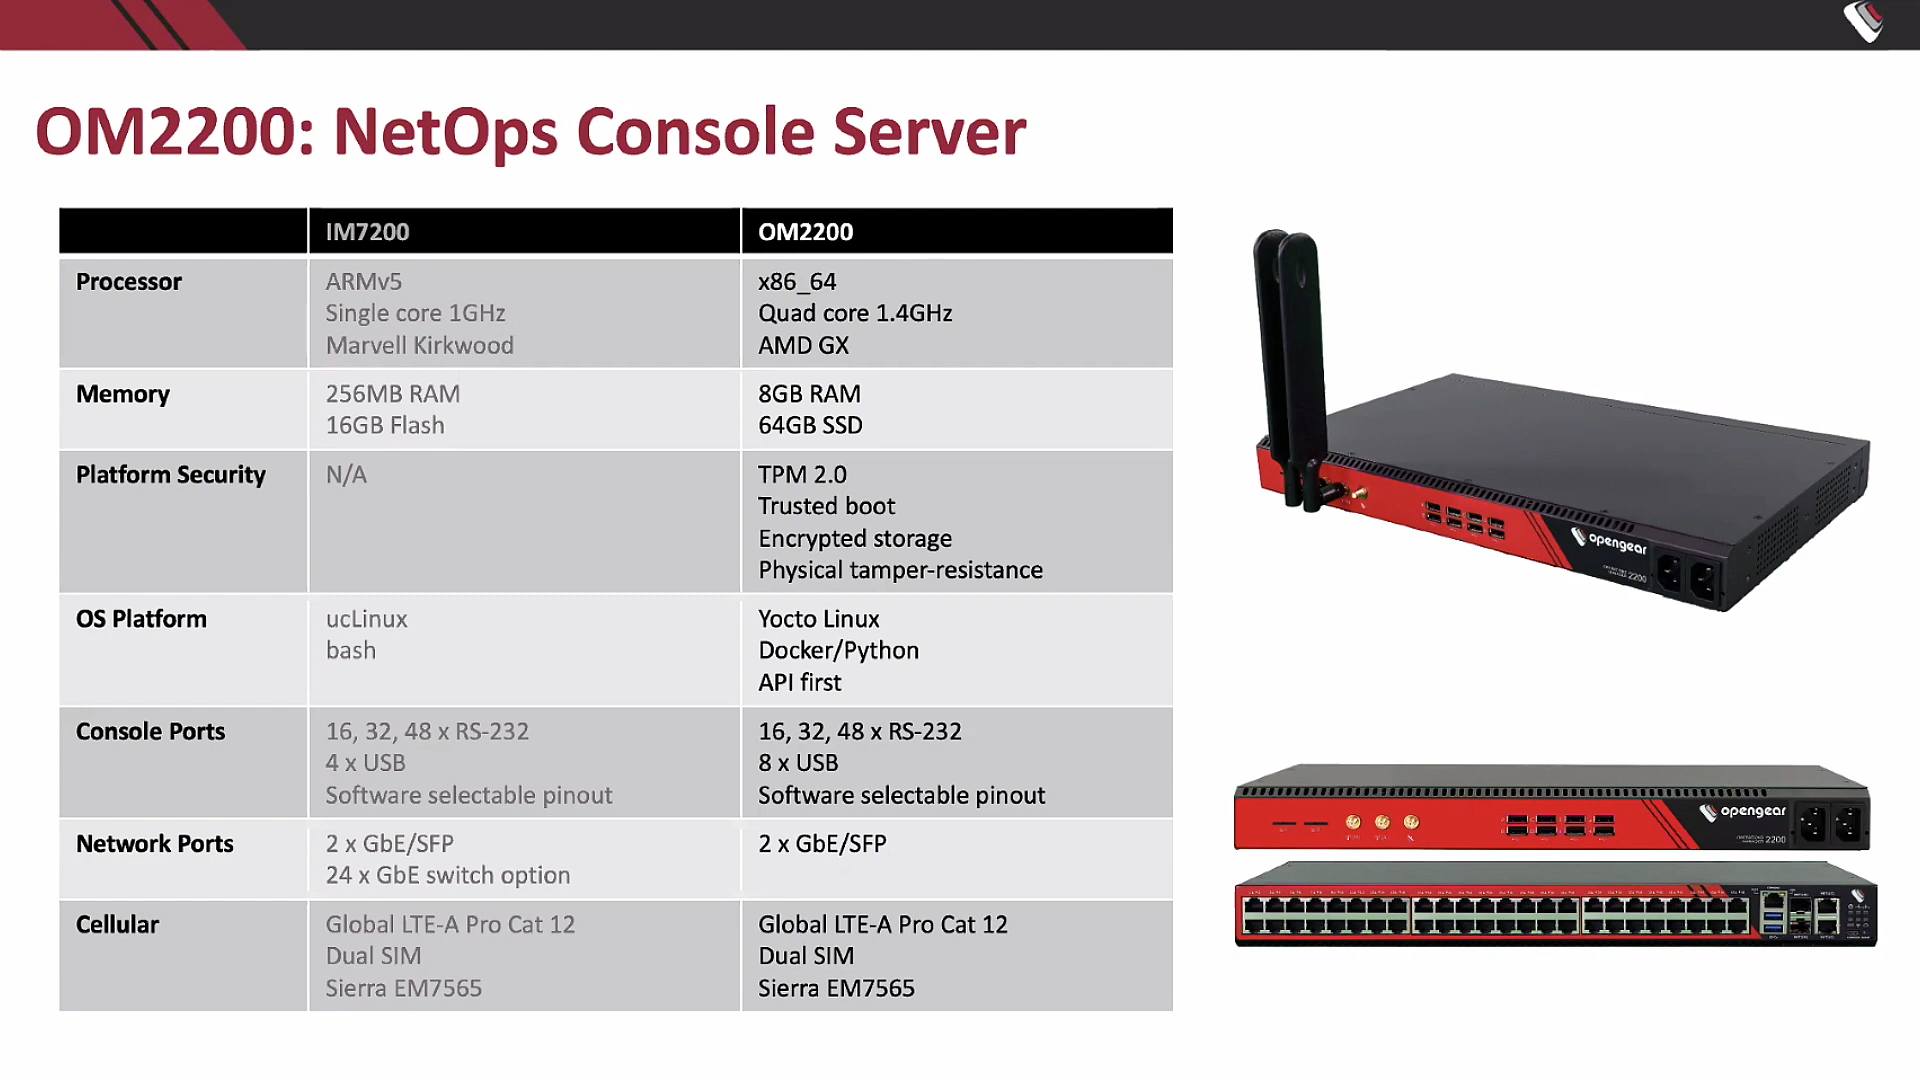 OM2200: NetOps Console Server
IM7200
OM2200
Processor
ARMv5
Single core 1GHz
Marvell Kirkwood
x86_64
Quad core 1.4GHz
AMD GX
Memory
256MB RAM
16GB Flash
8GB RAM
64GB SSD
Platform Security
N/A
TPM 2.0
Trusted boot
Encrypted storage
Physical tamper-resistance
OS Platform
ucLinux
bash
Yocto Linux
Docker/Python
API first
Console Ports
16, 32, 48 x RS-232
4 x USB
Software selectable pinout
16, 32, 48 x RS-232
8 x USB
Software selectable pinout
Network Ports
2 x GbE/SFP
24 x GbE switch option
2 x GbE/SFP
Cellular
Global LTE-A Pro Cat 12
Dual SIM
Sierra EM7565
Global LTE-A Pro Cat 12
Dual SIM
Sierra EM7565
opengear
2200
opengear
2200